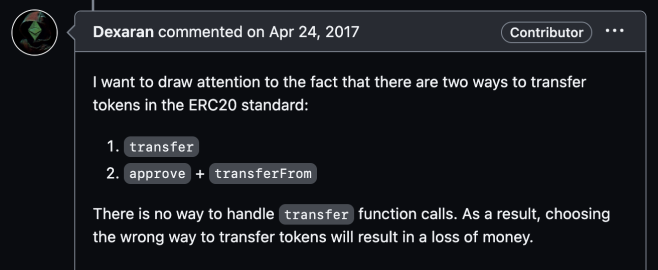 Dexaran commented on Apr 24, 2017 Contributor ...
I want to draw attention to the fact that there are two ways to transfer
tokens in the ERC20 standard:
1. transfer
2. approve + transferFrom
There is no way to handle transfer function calls. As a result, choosing
the wrong way to transfer tokens will result in a loss of money.